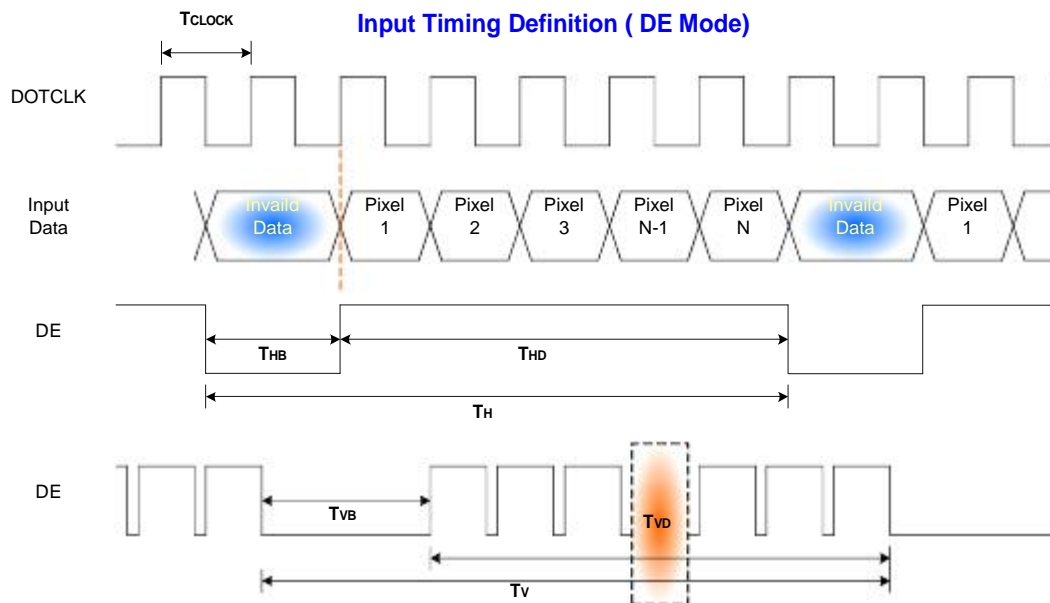 Input Timing Definition ( DE Mode)
TCLOCK
DOTCLK
Input
Data
Invaild
Data
Pixel
1
Pixel
2
Pixel
3
Pixel
N-1
Pixel
N
Invaild
Data
Pixel
1
DE
THB
THD
TH
DE
TVB
TVD
TV